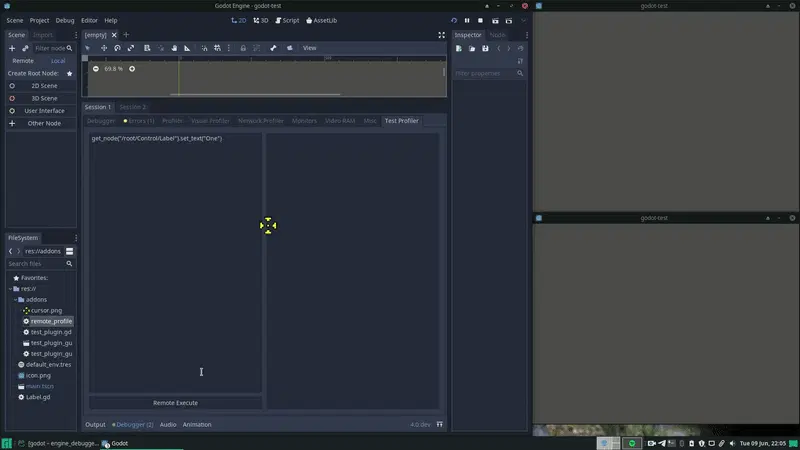 Godot Engine - godot-test
godot-test
Scene Project Debug Editor Help
2D 3D Script AssetLib
Scene Import
[empty]
Inspector Node
Filter node
View
Remote Local
Create Root Node:
69.8 %
Filter properties
2D Scene
3D Scene
User Interface
Other Node
Session 1 Session 2
Debugger Errors (1) Profiler Visual Profiler Network Profiler Monitors Video RAM Misc Test Profiler
get_node("/root/Control/Label").set_text("One")
godot-test
FileSystem
res://addons
Search files
Favorites:
res://
addons
cursor.png
remote_profile
test_plugin.gd
test_plugin_gu
test_plugin_gu
default_env.tres
icon.png
main.tscn
Label.gd
Remote Execute
Output Debugger (2) Audio Animation
4.0.dev
[godot - engine_debugge...
Godot
Tue 09 Jun, 22:05